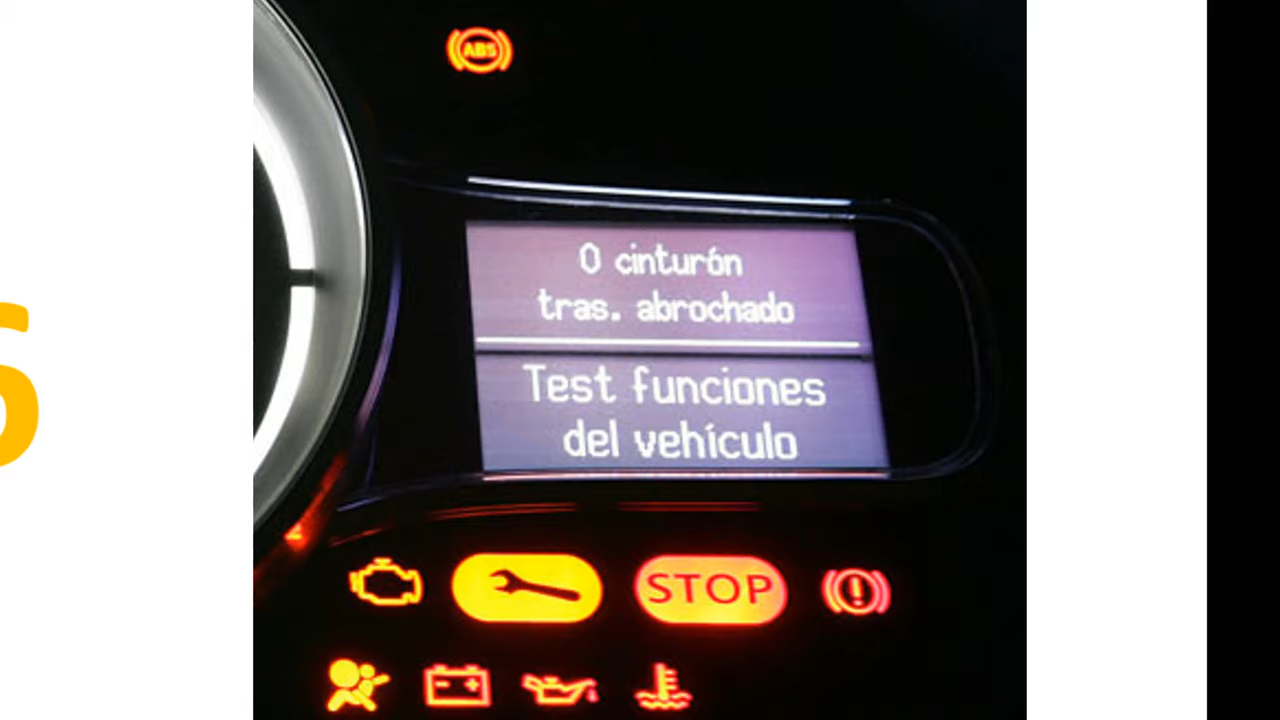 ABS
0 cinturón
tras. abrochado
Test funciones
del vehículo
STOP